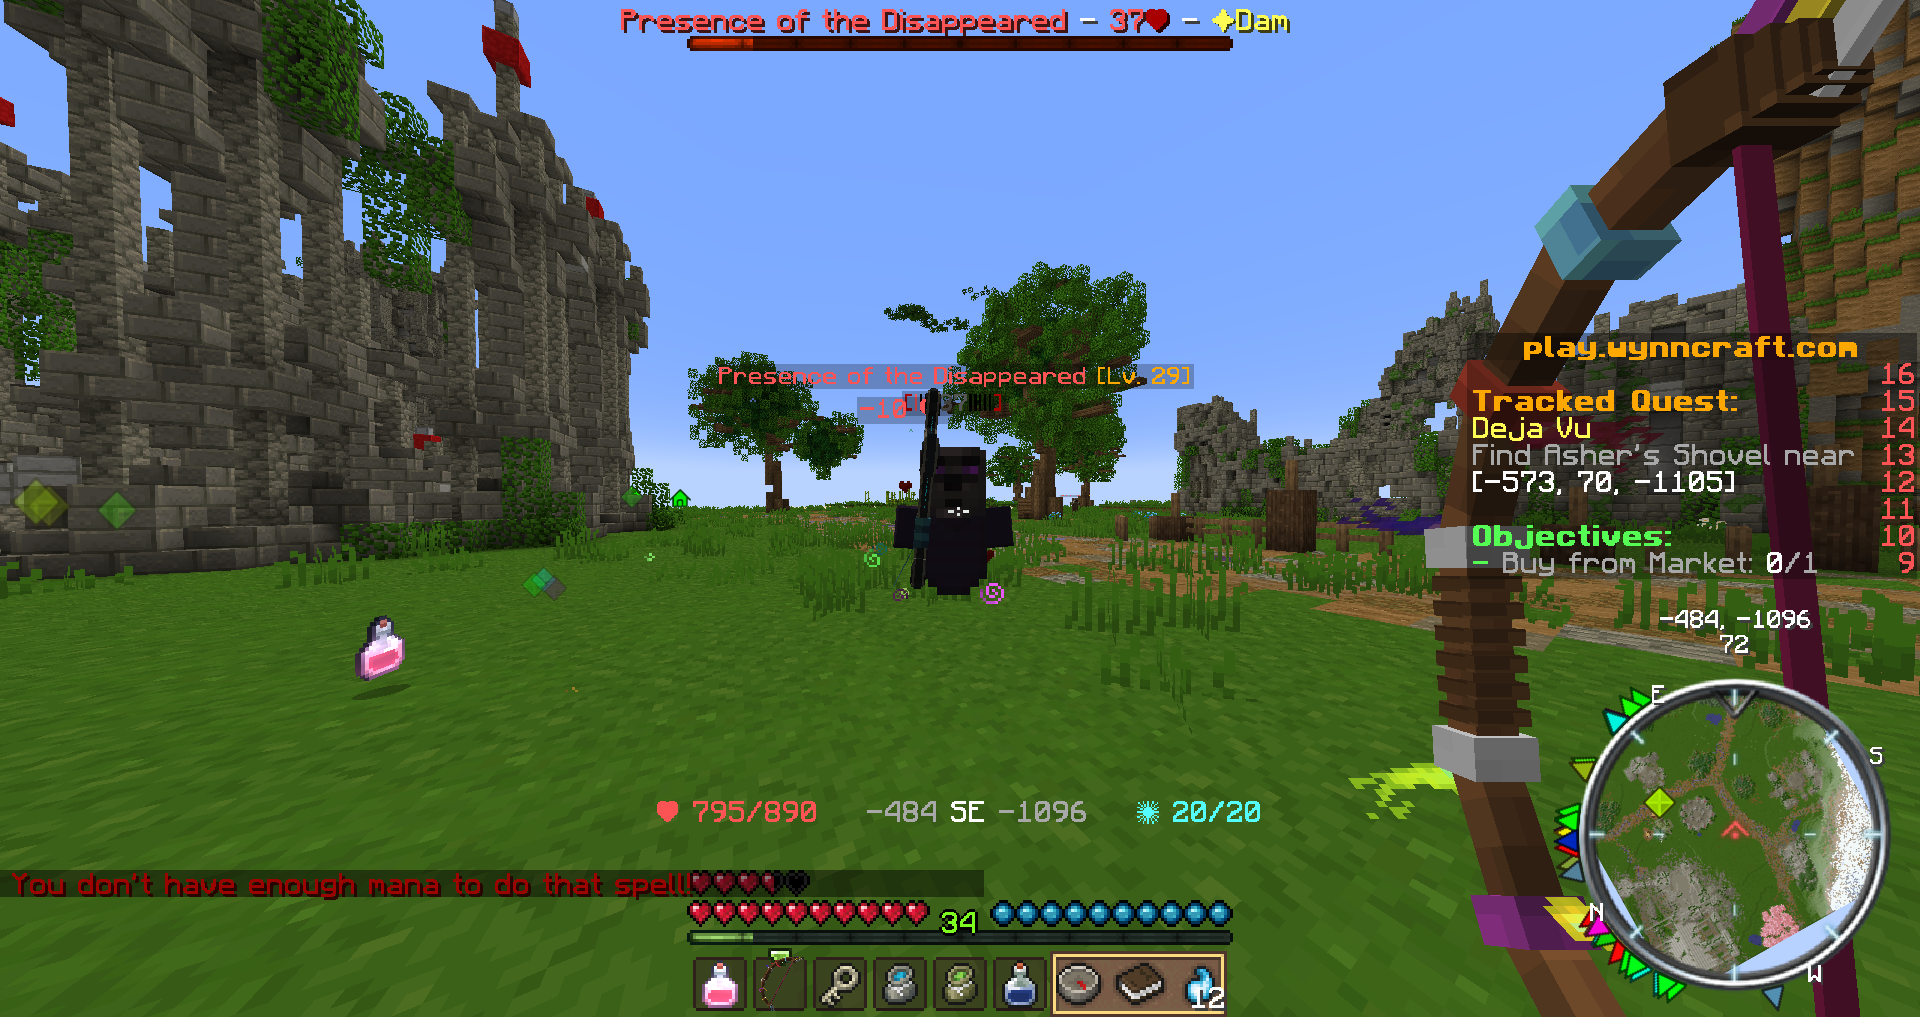 Presence of the Disappeared - 37❤ - ✦Dam
Presence of the Disappeared [Lv. 29]
-10
play.wynncraft.com
16
Tracked Quest: 15
Deja Vu 14
Find Asher's Shovel near 13
[-573, 70, -1105] 12
11
Objectives: 10
- Buy from Market: 0/1 9
-484, -1096
72
E
S
N
W
795/890 -484 SE -1096 20/20
You don't have enough mana to do that spell!
34
12